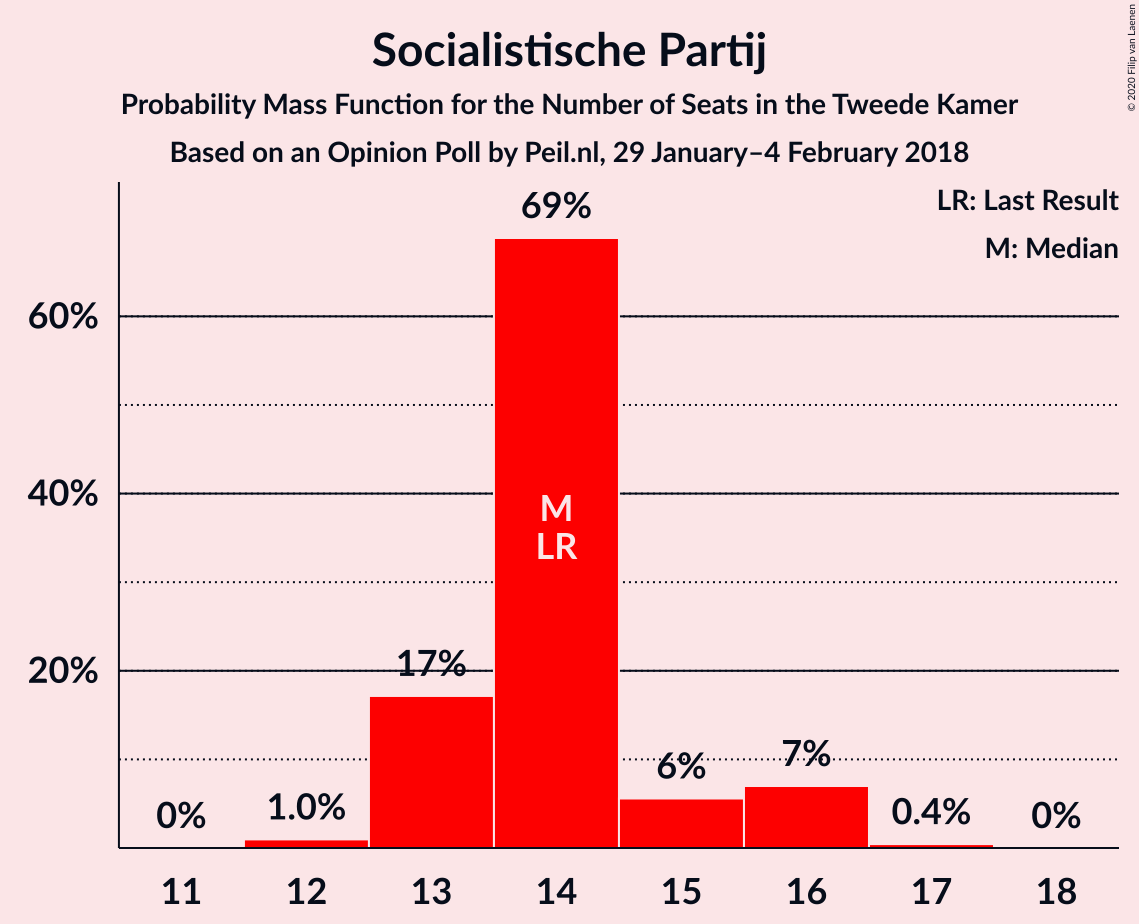 Socialistische Partij
Probability Mass Function for the Number of Seats in the Tweede Kamer
Based on an Opinion Poll by Peil.nl, 29 January–4 February 2018
© 2020 Filip van Laenen
LR: Last Result
M: Median
60%
40%
20%
0%
1.0%
17%
69%
M
LR
6%
7%
0.4%
0%
11 12 13 14 15 16 17 18